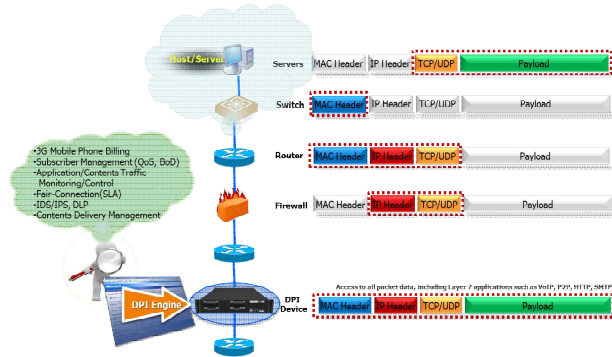 Host/Server
Servers
MAC Header IP Header TCP/UDP Payload
Switch
MAC Header IP Header TCP/UDP Payload
Router
MAC Header IP Header TCP/UDP Payload
Firewall
MAC Header IP Header TCP/UDP Payload
•3G Mobile Phone Billing
•Subscriber Management (QoS, BoD)
•Application/Contents Traffic
Monitoring/Control
•Fair-Connection(SLA)
•IDS/IPS, DLP
•Contents Delivery Management
DPI Engine
DPI
Device
Access to all packet data, including Layer 7 applications such as VoIP, P2P, HTTP, SMTP
MAC Header IP Header TCP/UDP Payload